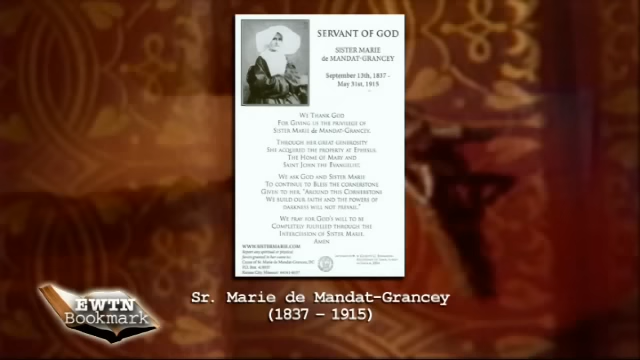 SERVANT OF GOD
SISTER MARIE
de MANDAT-GRANCEY
September 13th, 1837 -
May 31st, 1915
WE THANK GOD
FOR GIVING US THE PRIVILEGE OF
SISTER MARIE de MANDAT-GRANCEY.
THROUGH HER GREAT GENEROSITY
SHE ACQUIRED THE PROPERTY AT EPHESUS
THE HOME OF MARY AND
SAINT JOHN THE EVANGELIST.
WE ASK GOD AND SISTER MARIE
TO CONTINUE TO BLESS THE CORNERSTONE
GIVEN TO HER, "AROUND THIS CORNERSTONE
WE BUILD OUR FAITH AND THE POWERS OF
DARKNESS WILL NOT PREVAIL."
WE PRAY FOR GOD'S WILL TO BE
COMPLETELY FULFILLED THROUGH THE
INTERCESSION OF SISTER MARIE.
AMEN
WWW.SISTERMARIE.COM
EWTN
Bookmark
Sr. Marie de Mandat-Grancey
(1837 – 1915)